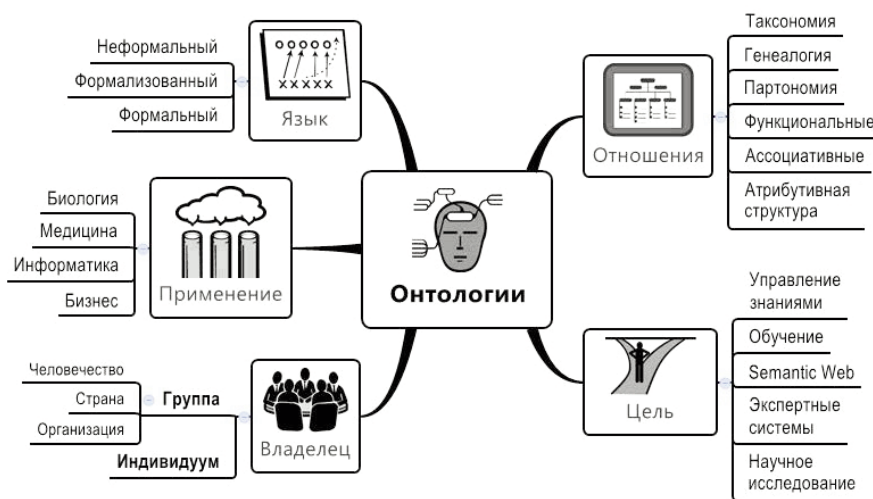 Неформальный
Формализованный
Формальный
Язык
Биология
Медицина
Информатика
Бизнес
Применение
Человечество
Страна
Организация
Группа
Индивидуум
Владелец
Онтологии
Отношения
Таксономия
Генеалогия
Партономия
Функциональные
Ассоциативные
Атрибутивная
структура
Цель
Управление
знаниями
Обучение
Semantic Web
Экспертные
системы
Научное
исследование